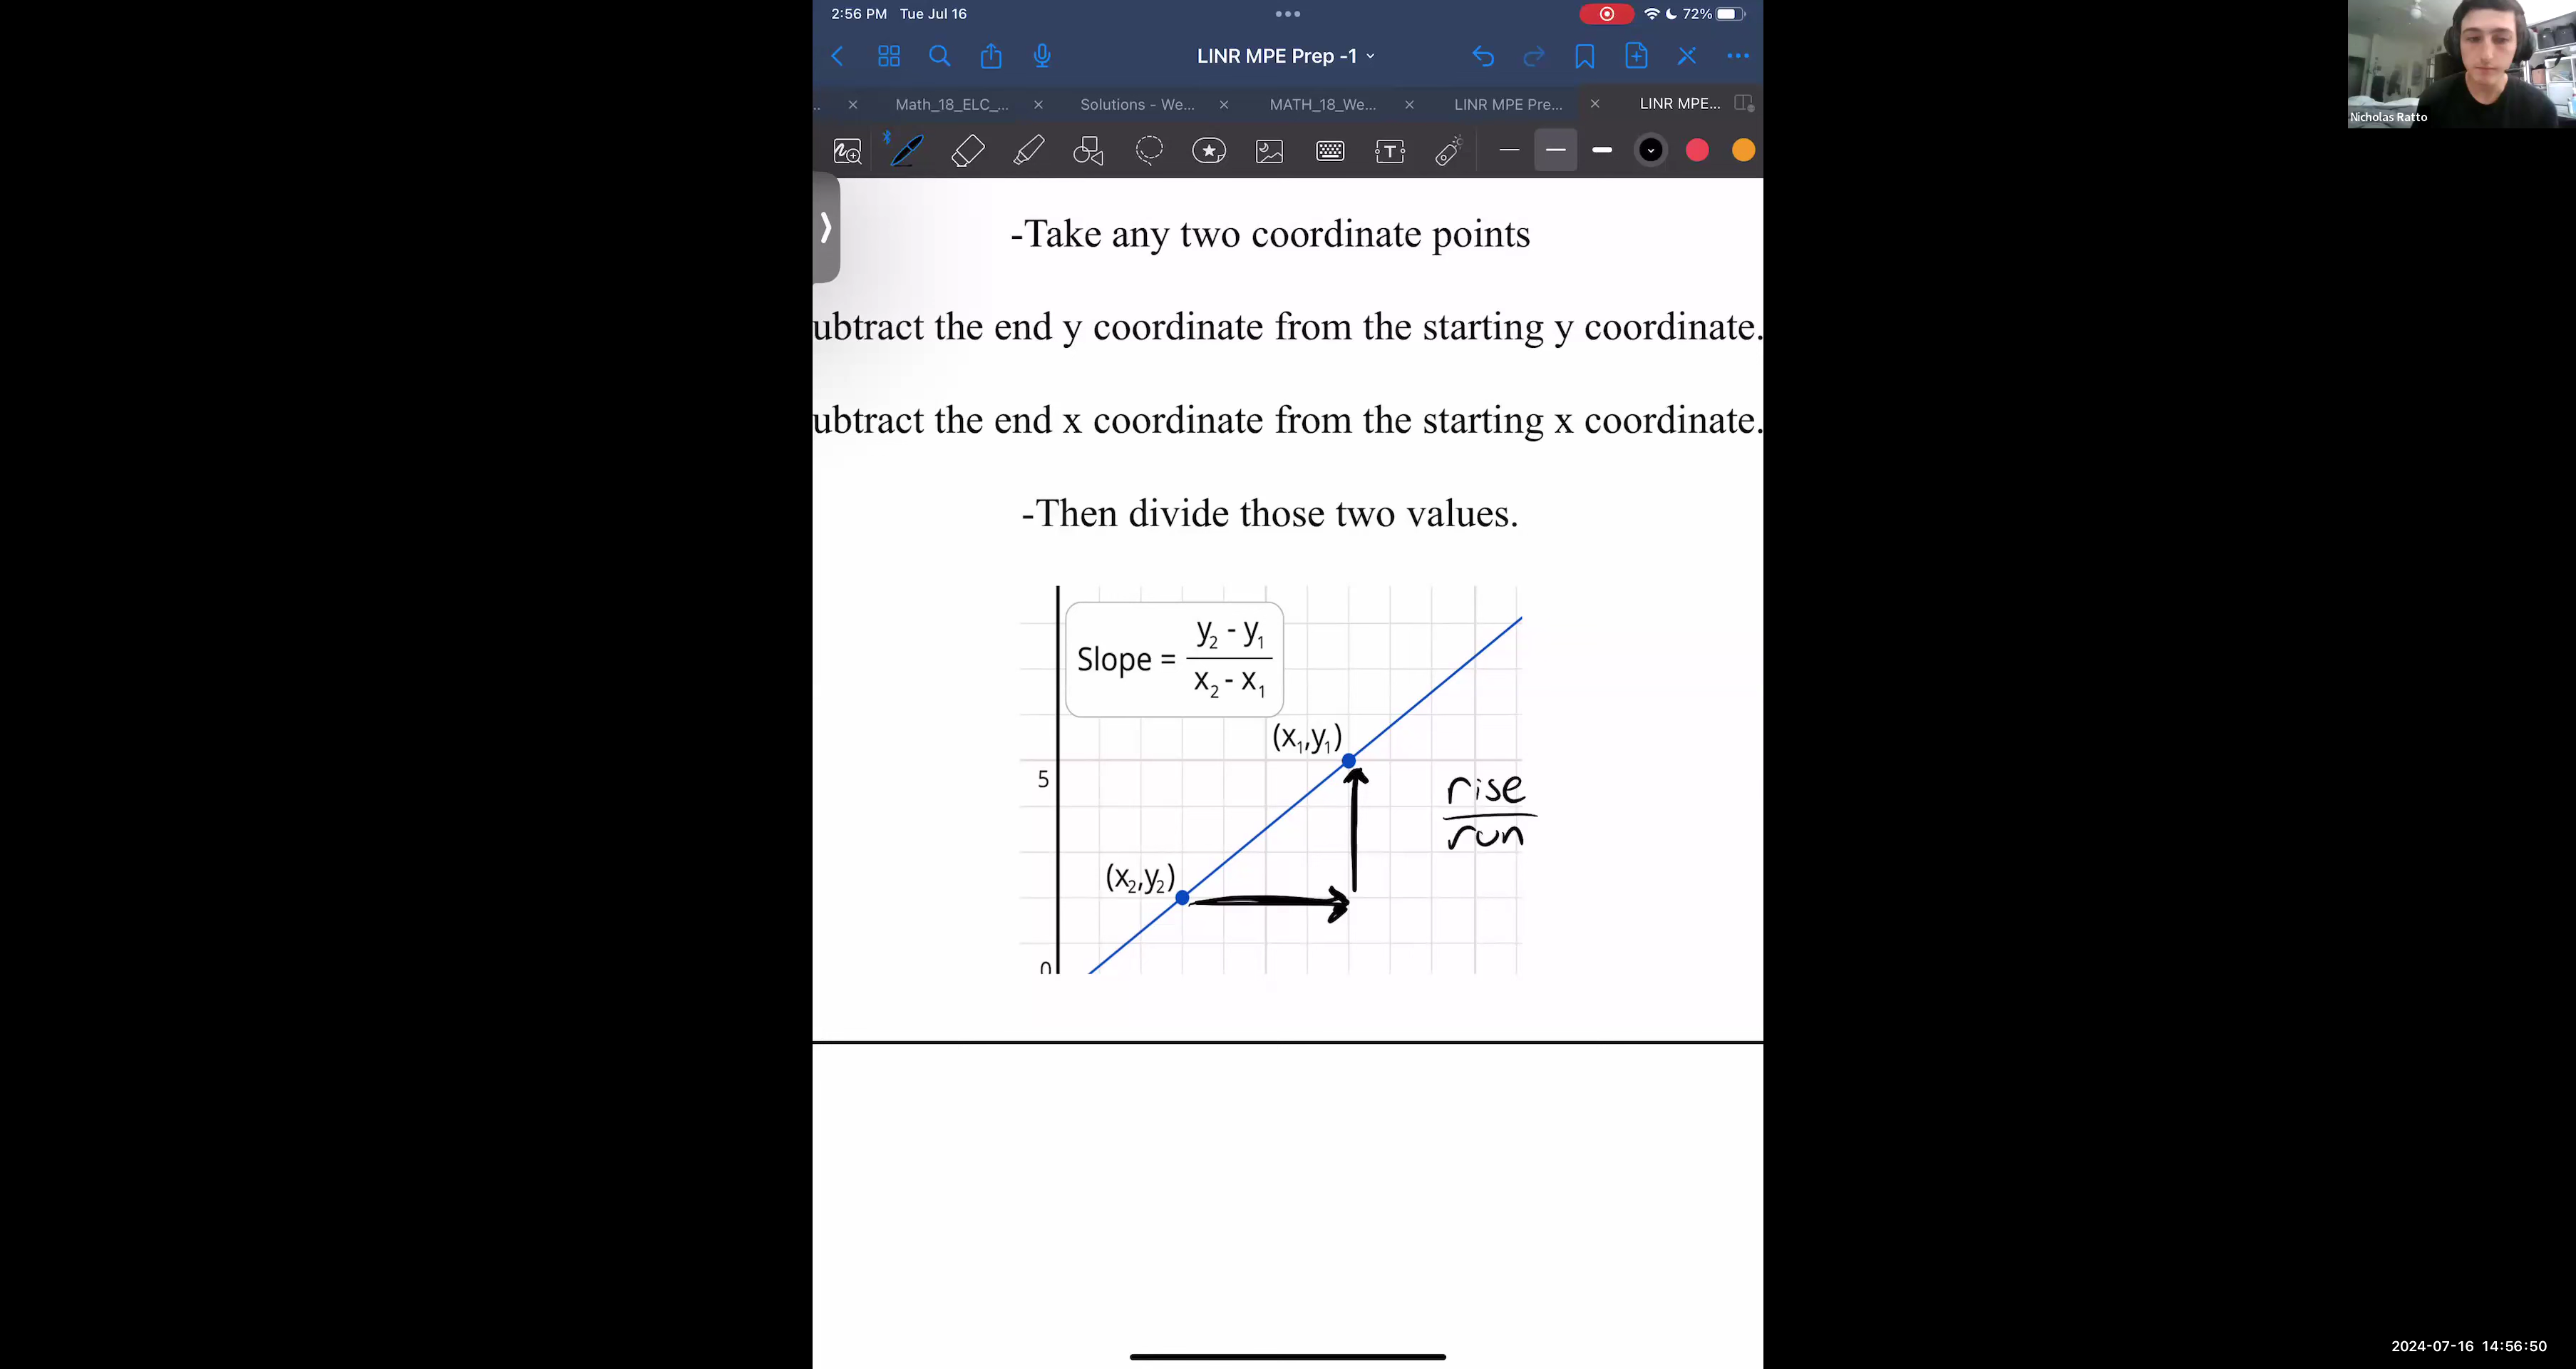 2:56 PM Tue Jul 16
72%
LINR MPE Prep -1
Math_18_ELC_...
Solutions - We...
MATH_18_We...
LINR MPE Pre...
LINR MPE...
Nicholas Ratto
-Take any two coordinate points
ubtract the end y coordinate from the starting y coordinate.
ubtract the end x coordinate from the starting x coordinate.
-Then divide those two values.
Slope = y₂ - y₁
x₂ - x₁
(x₁,y₁)
5
rise
run
(x₂,y₂)
0
2024-07-16 14:56:50